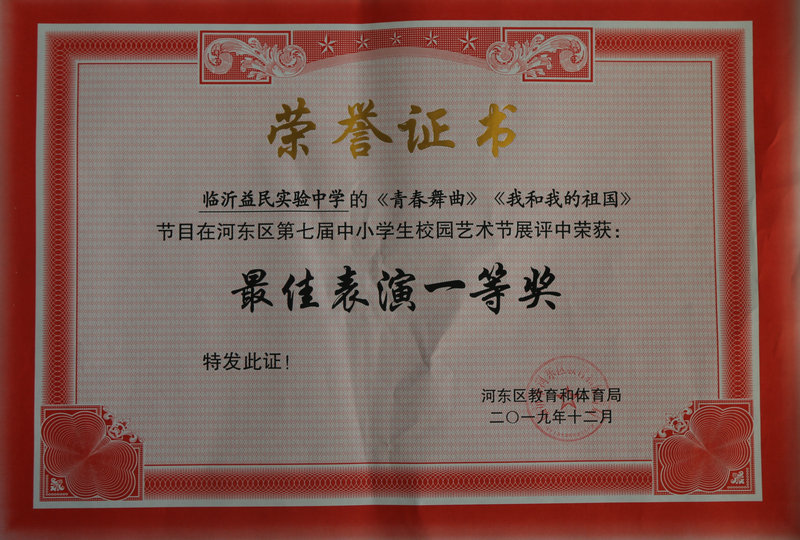 荣誉证书
临沂益民实验中学的《青春舞曲》《我和我的祖国》
节目在河东区第七届中小学生校园艺术节展评中荣获：
最佳表演一等奖
特发此证！
河东区教育和体育局
二〇一九年十二月